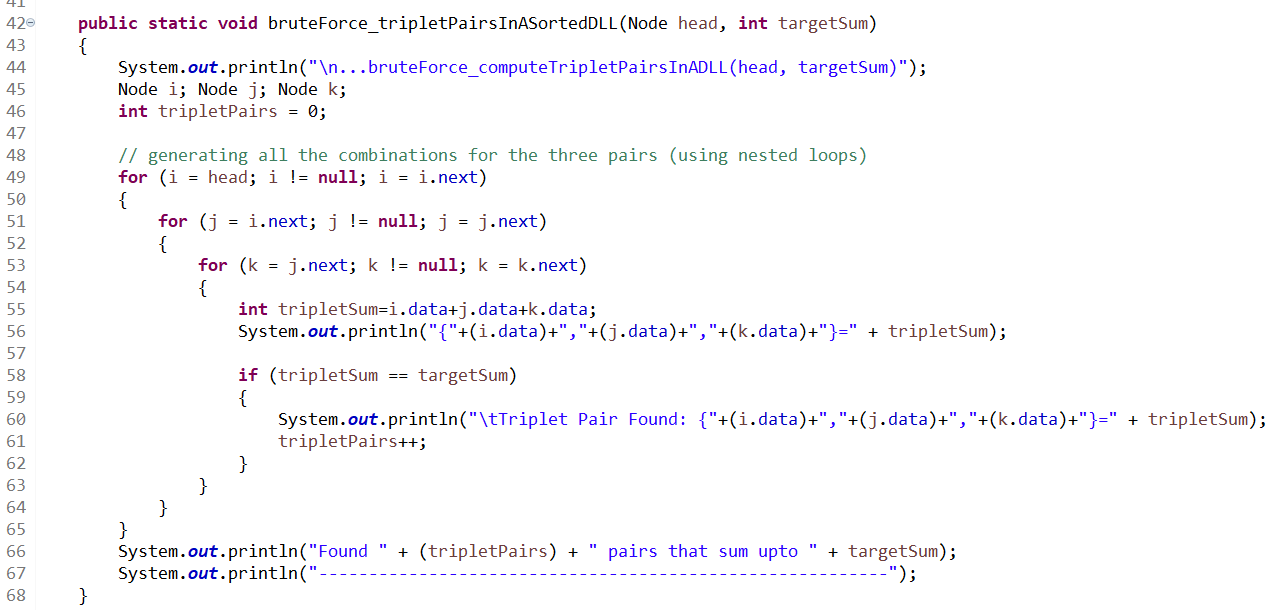 41
42 public static void bruteForce_tripletPairsInASortedDLL(Node head, int targetSum)
43 {
44 System.out.println("\n...bruteForce_computeTripletPairsInADLL(head, targetSum)");
45 Node i; Node j; Node k;
46 int tripletPairs = 0;
47
48 // generating all the combinations for the three pairs (using nested loops)
49 for (i = head; i != null; i = i.next)
50 {
51 for (j = i.next; j != null; j = j.next)
52 {
53 for (k = j.next; k != null; k = k.next)
54 {
55 int tripletSum=i.data+j.data+k.data;
56 System.out.println("{"+(i.data)+","+(j.data)+","+(k.data)+"}=" + tripletSum);
57
58 if (tripletSum == targetSum)
59 {
60 System.out.println("\tTriplet Pair Found: {"+(i.data)+","+(j.data)+","+(k.data)+"}=" + tripletSum);
61 tripletPairs++;
62 }
63 }
64 }
65 }
66 System.out.println("Found " + (tripletPairs) + " pairs that sum upto " + targetSum);
67 System.out.println("---------------------------------------------------------");
68 }